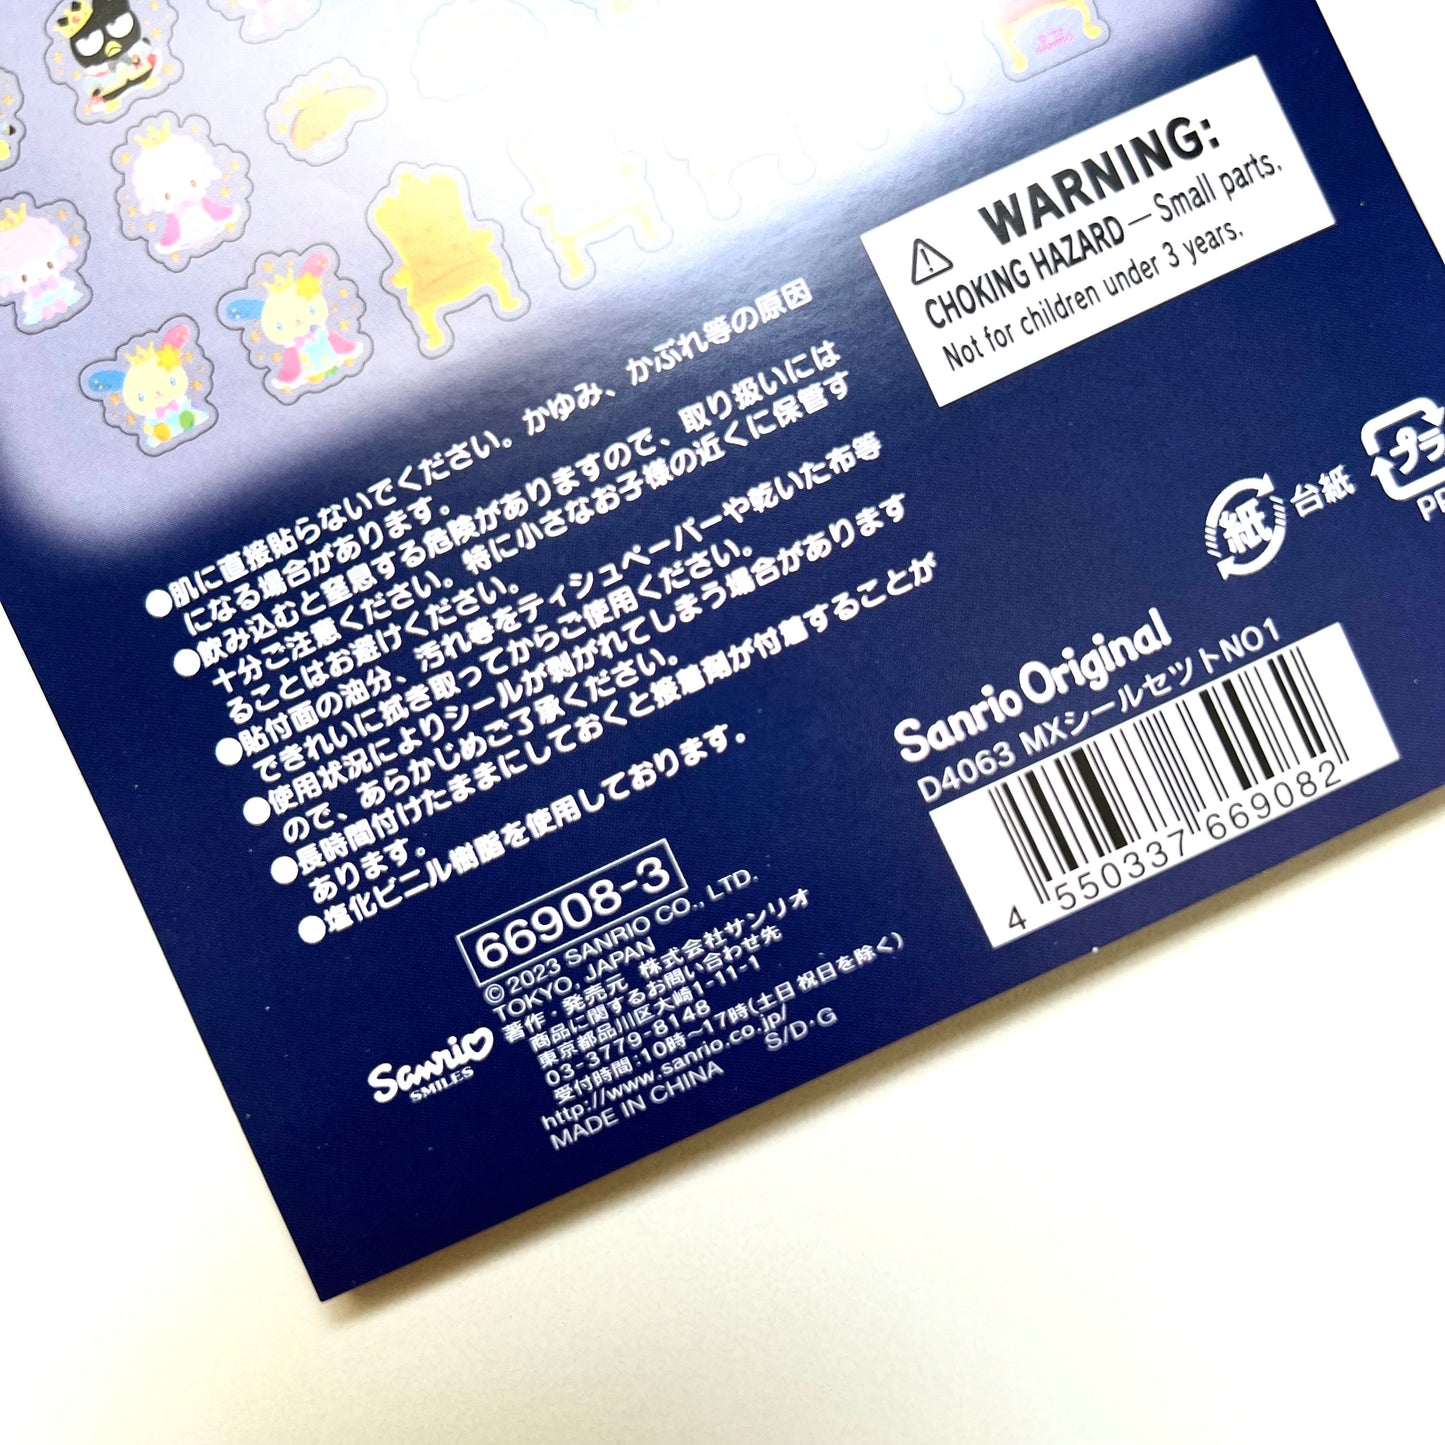 WARNING:
CHOKING HAZARD — Small parts.
Not for children under 3 years.
●肌に直接貼らないでください。かゆみ、かぶれ等の原因
になる場合があります。
●飲み込むと窒息する危険がありますので、取り扱いには
十分ご注意ください。特に小さなお子様の近くに保管す
ることはお避けください。
●貼付面の油分、汚れ等をティシュペーパーや乾いた布等
できれいに拭き取ってからご使用ください。
●使用状況によりシールが剥がれてしまう場合があります
ので、あらかじめご了承ください。
●長時間付けたままにしておくと接着剤が付着することが
あります。
●塩化ビニル樹脂を使用しております。
紙 台紙
プラ
Sanrio Original
D4063 MXシールセットNO1
4 550337 669082
66908-3
© 2023 SANRIO CO., LTD.
TOKYO, JAPAN
著作・発売元 株式会社サンリオ
商品に関するお問い合わせ先
東京都品川区大崎1-11-1
03-3779-8148
受付時間:10時〜17時(土日祝日を除く)
http://www.sanrio.co.jp/
MADE IN CHINA S/D・G
Sanrio
SMILES